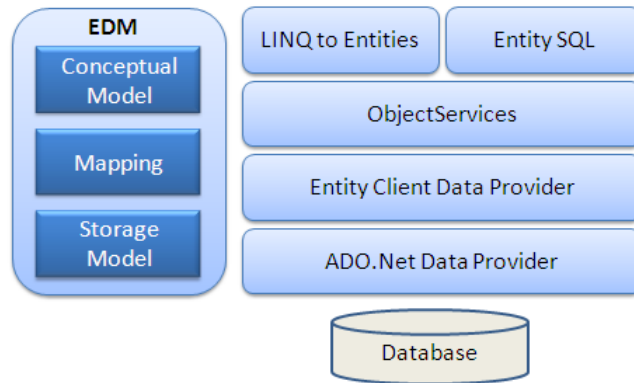 EDM
Conceptual
Model
Mapping
Storage
Model
LINQ to Entities
Entity SQL
ObjectServices
Entity Client Data Provider
ADO.Net Data Provider
Database